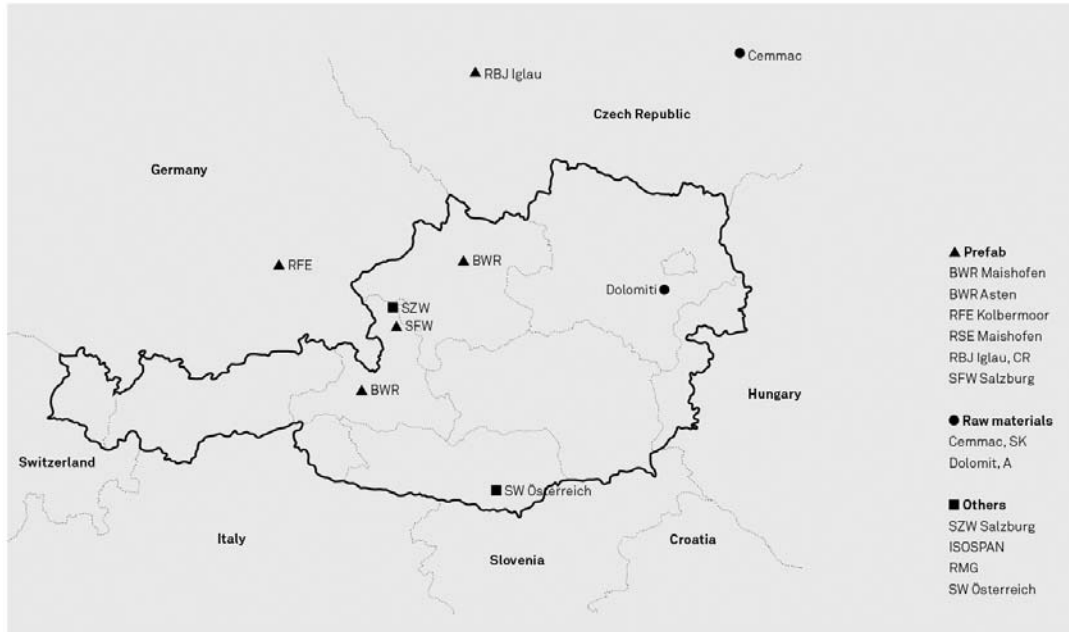 Cemmac
RBJ Iglau
Czech Republic
Germany
RFE
BWR
Dolomiti
SZW
SFW
BWR
Hungary
Switzerland
SW Österreich
Italy
Croatia
Slovenia
Prefab
BWR Maishofen
BWR Asten
RFE Kolbermoor
RSE Maishofen
RBJ Iglau, CR
SFW Salzburg
Raw materials
Cemmac, SK
Dolomit, A
Others
SZW Salzburg
ISOSPAN
RMG
SW Österreich